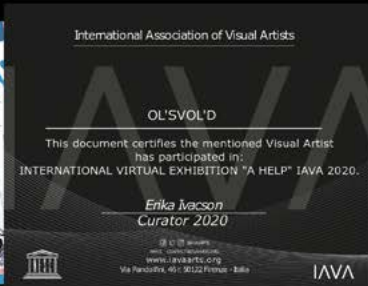 International Association of Visual Artists
OL'SVOL'D
This document certifies the mentioned Visual Artist
has participated in:
INTERNATIONAL VIRTUAL EXHIBITION "A HELP" IAVA 2020.
Erika Ivacson
Curator 2020
www.iavaarts.org
IAVA